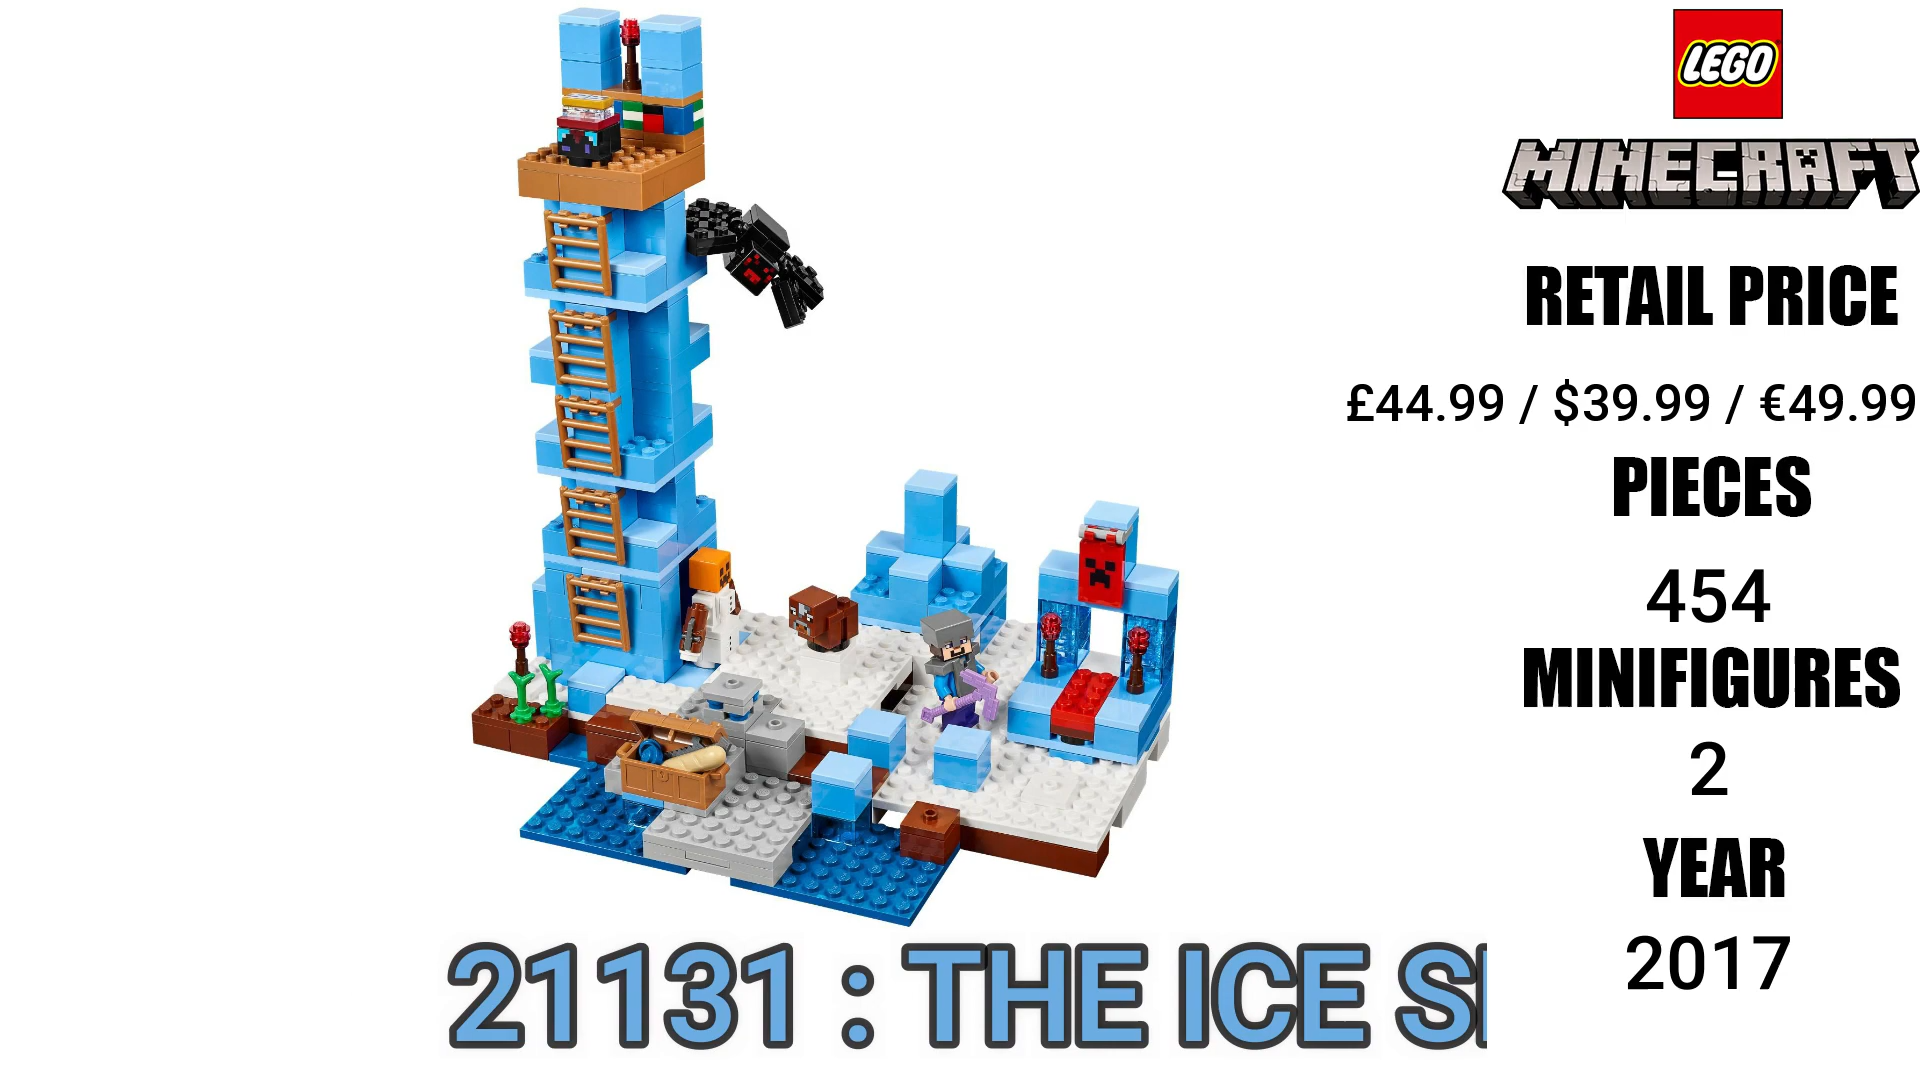 LEGO
MINECRAFT
RETAIL PRICE
£44.99 / $39.99 / €49.99
PIECES
454
MINIFIGURES
2
YEAR
2017
21131 : THE ICE